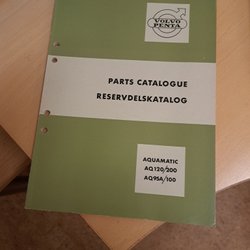 VOLVO
PENTA
PARTS CATALOGUE
RESERVDELSKATALOG
AQUAMATIC
AQ120/200
AQ95A/100